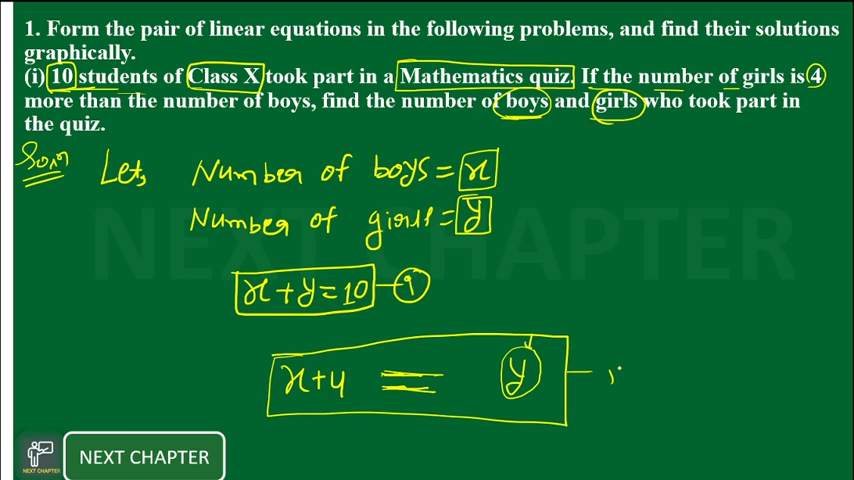 1. Form the pair of linear equations in the following problems, and find their solutions
graphically.
(i) 10 students of Class X took part in a Mathematics quiz. If the number of girls is 4
more than the number of boys, find the number of boys and girls who took part in
the quiz.
Soln
Let, Number of boys = x
Number of girls = y
NEXT CHAPTER
x + y = 10 — i
x + 4 = y —
NEXT CHAPTER
NEXT CHAPTER